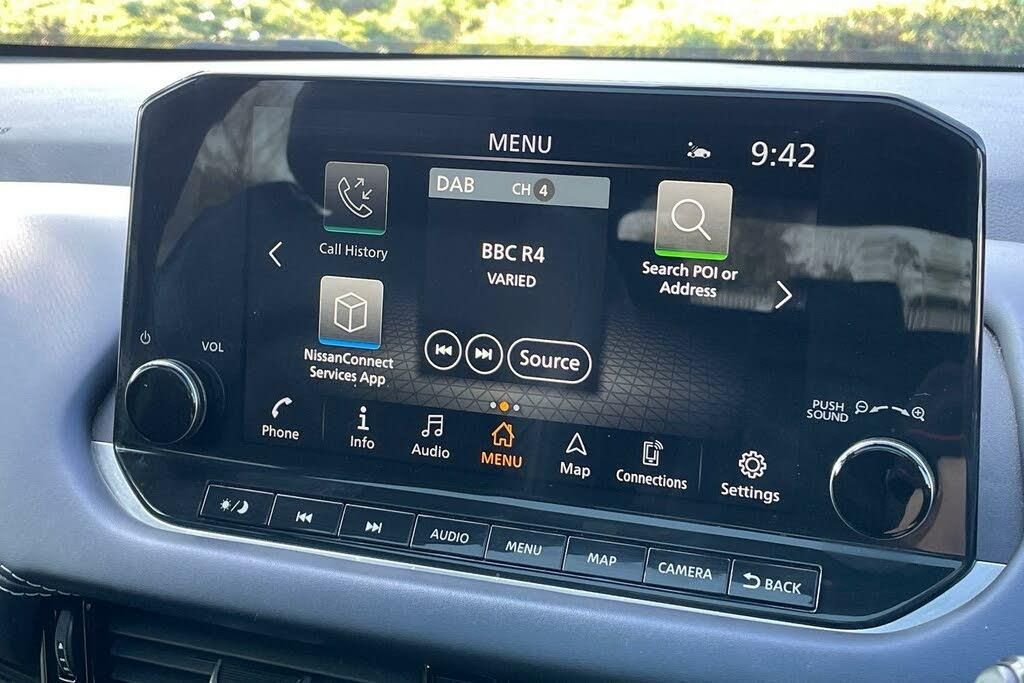 MENU
9:42
DAB
CH 4
Call History
BBC R4
VARIED
Search POI or
Address
NissanConnect
Services App
Source
VOL
PUSH
SOUND
Phone
Info
Audio
MENU
Map
Connections
Settings
AUDIO
MENU
MAP
CAMERA
BACK